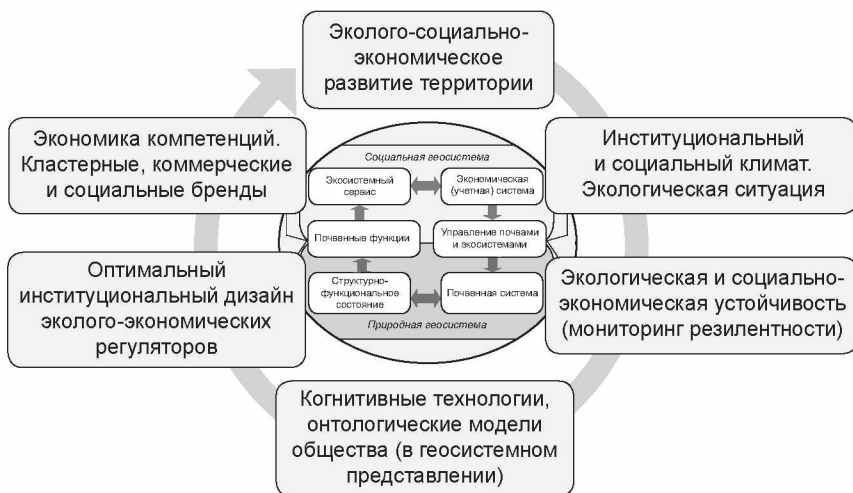 Эколого-социально-
экономическое
развитие территории
Экономика компетенций.
Кластерные, коммерческие
и социальные бренды
Институциональный
и социальный климат.
Экологическая ситуация
Социальная геосистема
Экосистемный
сервис
Экономическая
(учетная) система
Почвенные функции
Управление почвами
и экосистемами
Структурно-
функциональное
состояние
Почвенная система
Природная геосистема
Оптимальный
институциональный дизайн
эколого-экономических
регуляторов
Экологическая и социально-
экономическая устойчивость
(мониторинг резилентности)
Когнитивные технологии,
онтологические модели
общества (в геосистемном
представлении)